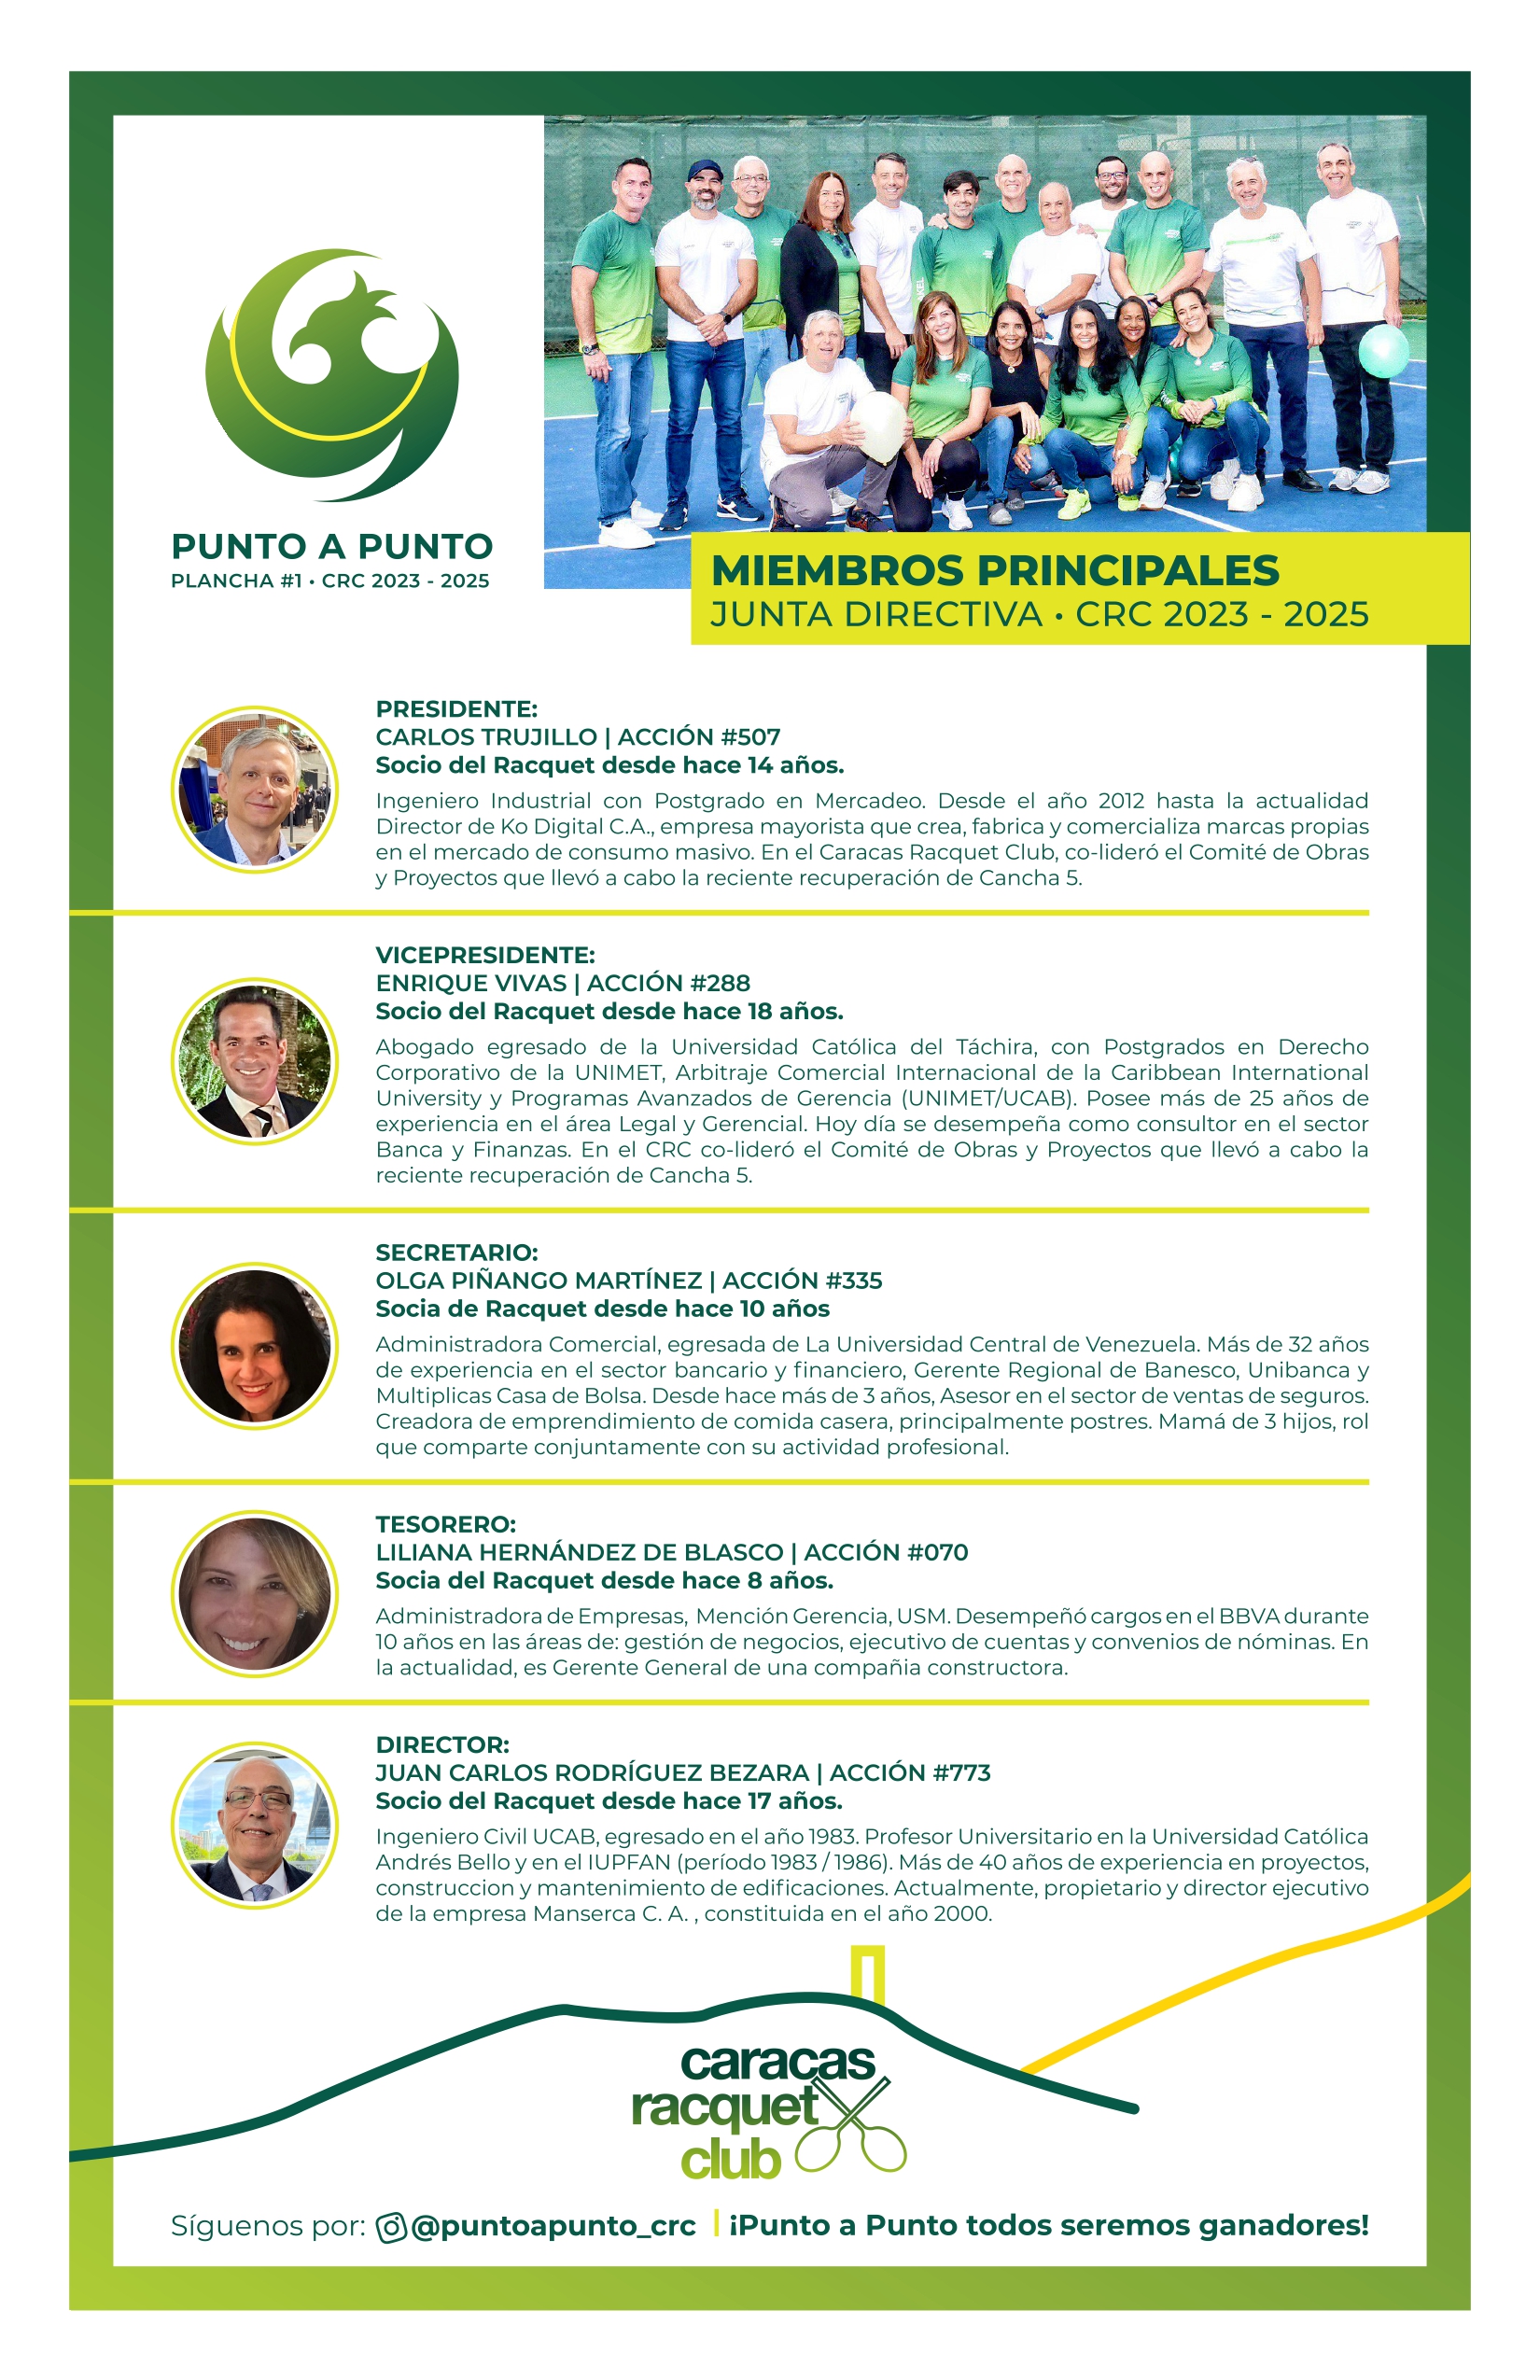 PUNTO A PUNTO
PLANCHA #1 • CRC 2023 - 2025
MIEMBROS PRINCIPALES
JUNTA DIRECTIVA • CRC 2023 - 2025
PRESIDENTE:
CARLOS TRUJILLO | ACCIÓN #507
Socio del Racquet desde hace 14 años.
Ingeniero Industrial con Postgrado en Mercadeo. Desde el año 2012 hasta la actualidad
Director de Ko Digital C.A., empresa mayorista que crea, fabrica y comercializa marcas propias
en el mercado de consumo masivo. En el Caracas Racquet Club, co-lideró el Comité de Obras
y Proyectos que llevó a cabo la reciente recuperación de Cancha 5.
VICEPRESIDENTE:
ENRIQUE VIVAS | ACCIÓN #288
Socio del Racquet desde hace 18 años.
Abogado egresado de la Universidad Católica del Táchira, con Postgrados en Derecho
Corporativo de la UNIMET, Arbitraje Comercial Internacional de la Caribbean International
University y Programas Avanzados de Gerencia (UNIMET/UCAB). Posee más de 25 años de
experiencia en el área Legal y Gerencial. Hoy día se desempeña como consultor en el sector
Banca y Finanzas. En el CRC co-lideró el Comité de Obras y Proyectos que llevó a cabo la
reciente recuperación de Cancha 5.
SECRETARIO:
OLGA PIÑANGO MARTÍNEZ | ACCIÓN #335
Socia de Racquet desde hace 10 años
Administradora Comercial, egresada de La Universidad Central de Venezuela. Más de 32 años
de experiencia en el sector bancario y financiero, Gerente Regional de Banesco, Unibanca y
Multiplicas Casa de Bolsa. Desde hace más de 3 años, Asesor en el sector de ventas de seguros.
Creadora de emprendimiento de comida casera, principalmente postres. Mamá de 3 hijos, rol
que comparte conjuntamente con su actividad profesional.
TESORERO:
LILIANA HERNÁNDEZ DE BLASCO | ACCIÓN #070
Socia del Racquet desde hace 8 años.
Administradora de Empresas, Mención Gerencia, USM. Desempeñó cargos en el BBVA durante
10 años en las áreas de: gestión de negocios, ejecutivo de cuentas y convenios de nóminas. En
la actualidad, es Gerente General de una compañia constructora.
DIRECTOR:
JUAN CARLOS RODRÍGUEZ BEZARA | ACCIÓN #773
Socio del Racquet desde hace 17 años.
Ingeniero Civil UCAB, egresado en el año 1983. Profesor Universitario en la Universidad Católica
Andrés Bello y en el IUPFAN (período 1983 / 1986). Más de 40 años de experiencia en proyectos,
construccion y mantenimiento de edificaciones. Actualmente, propietario y director ejecutivo
de la empresa Manserca C. A. , constituida en el año 2000.
caracas
racquet
club
Síguenos por: @puntoapunto_crc | ¡Punto a Punto todos seremos ganadores!